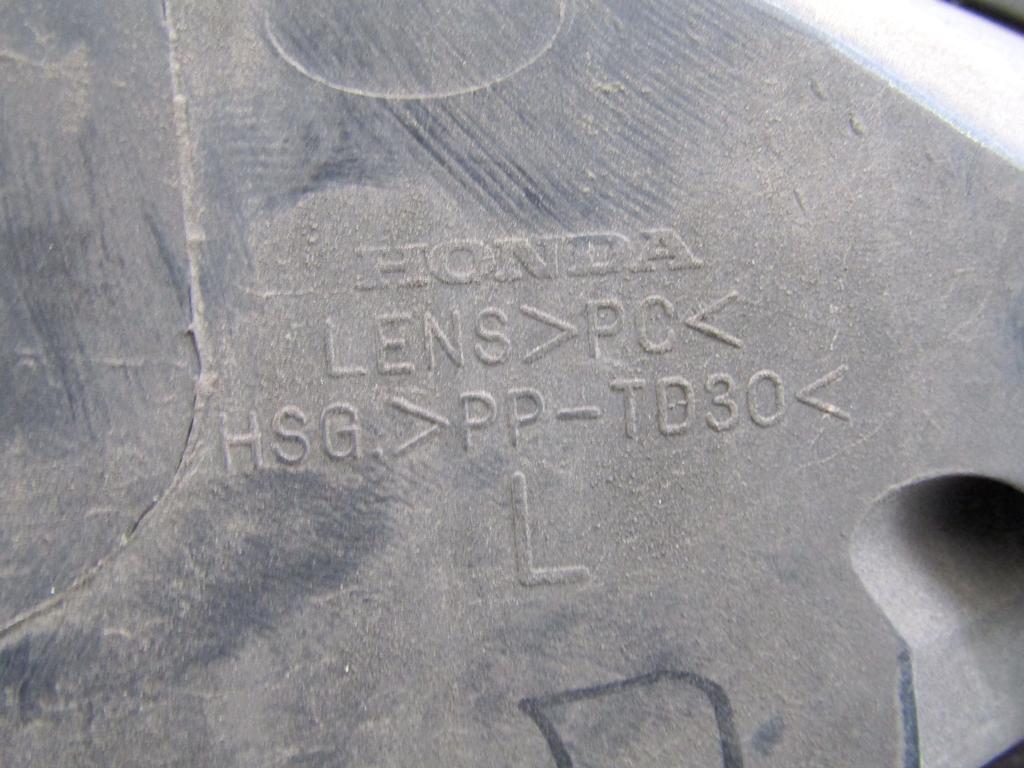 HONDA
LENS>PC<
HSG.>PP-TD30<
L